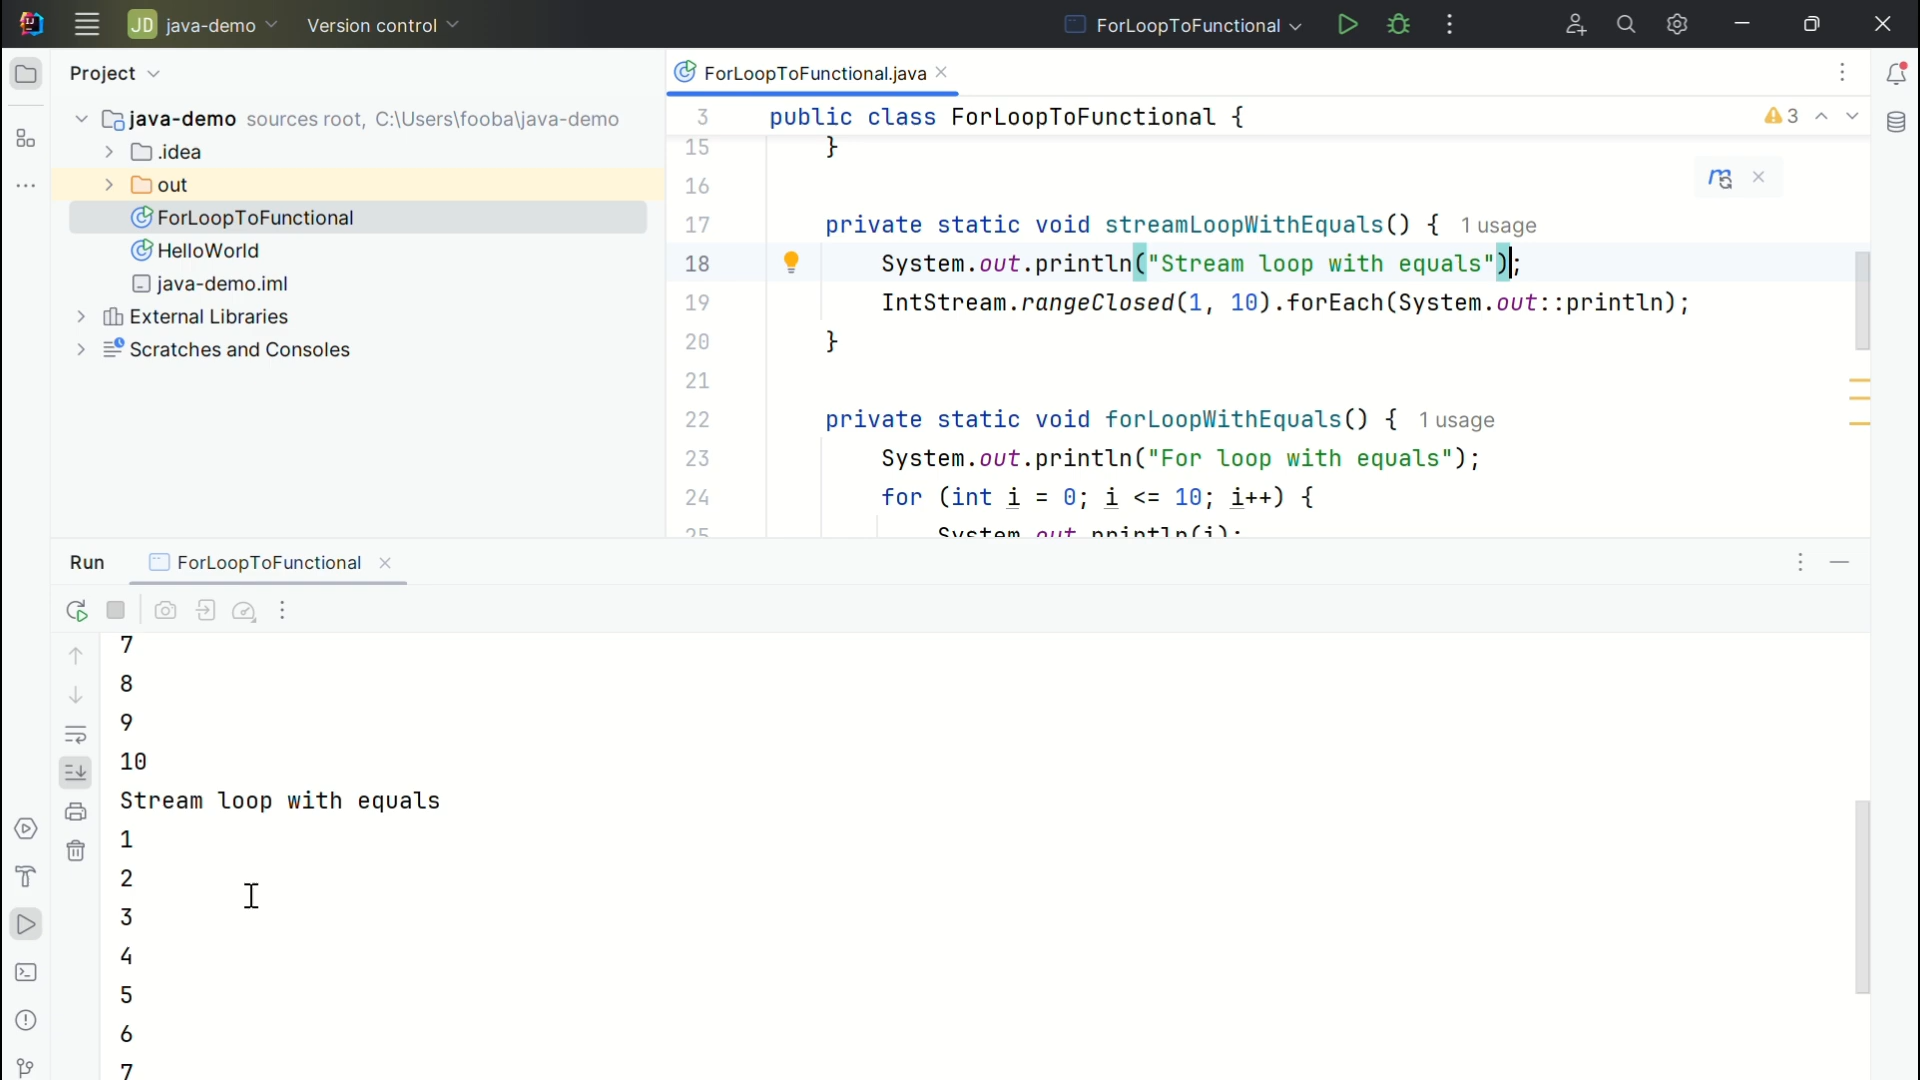 JD java-demo Version control ForLoopToFunctional
Project
java-demo sources root, C:\Users\fooba\java-demo
.idea
out
ForLoopToFunctional
HelloWorld
java-demo.iml
External Libraries
Scratches and Consoles
ForLoopToFunctional.java
3 public class ForLoopToFunctional { 3
15 }
16
17 private static void streamLoopWithEquals() { 1 usage
18 System.out.println("Stream loop with equals");
19 IntStream.rangeClosed(1, 10).forEach(System.out::println);
20 }
21
22 private static void forLoopWithEquals() { 1 usage
23 System.out.println("For loop with equals");
24 for (int i = 0; i <= 10; i++) {
25 System.out.println(i);
Run ForLoopToFunctional
7
8
9
10
Stream loop with equals
1
2
3
4
5
6
7